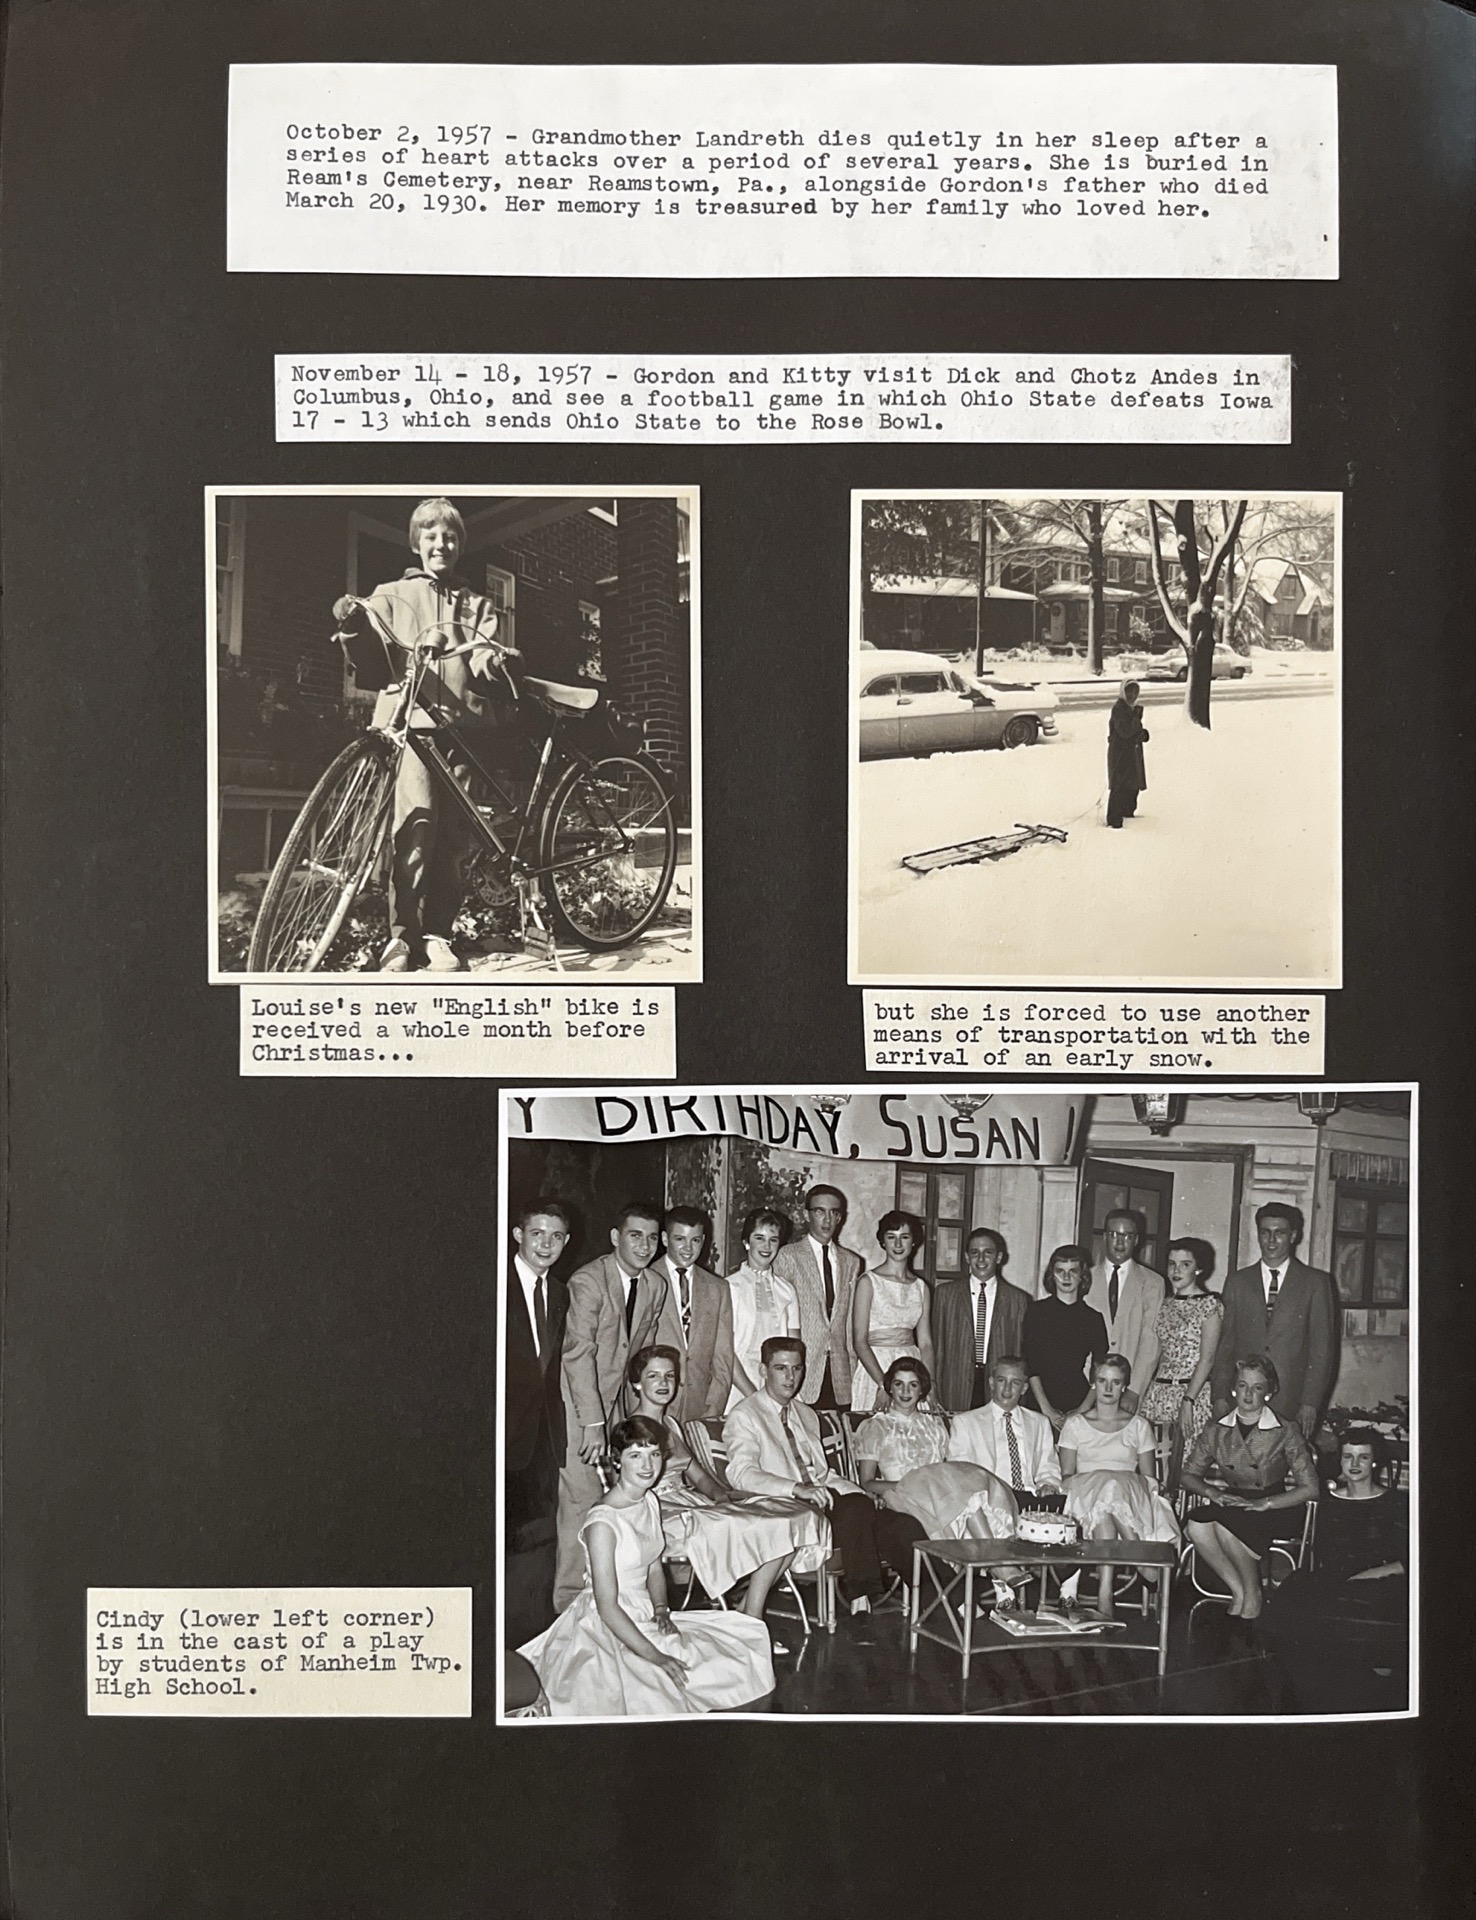 October 2, 1957 - Grandmother Landreth dies quietly in her sleep after a
series of heart attacks over a period of several years. She is buried in
Ream's Cemetery, near Reamstown, Pa., alongside Gordon's father who died
March 20, 1930. Her memory is treasured by her family who loved her.
November 14 - 18, 1957 - Gordon and Kitty visit Dick and Chotz Andes in
Columbus, Ohio, and see a football game in which Ohio State defeats Iowa
17 - 13 which sends Ohio State to the Rose Bowl.
Louise's new "English" bike is
received a whole month before
Christmas...
but she is forced to use another
means of transportation with the
arrival of an early snow.
Y BIRTHDAY, SUSAN!
Cindy (lower left corner)
is in the cast of a play
by students of Manheim Twp.
High School.